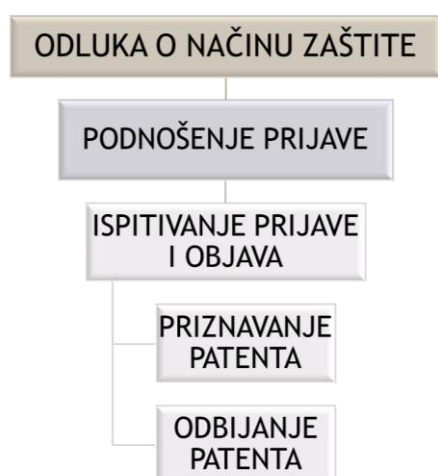 ODLUKA O NAČINU ZAŠTITE
PODNOŠENJE PRIJAVE
ISPITIVANJE PRIJAVE
I OBJAVA
PRIZNAVANJE
PATENTA
ODBIJANJE
PATENTA